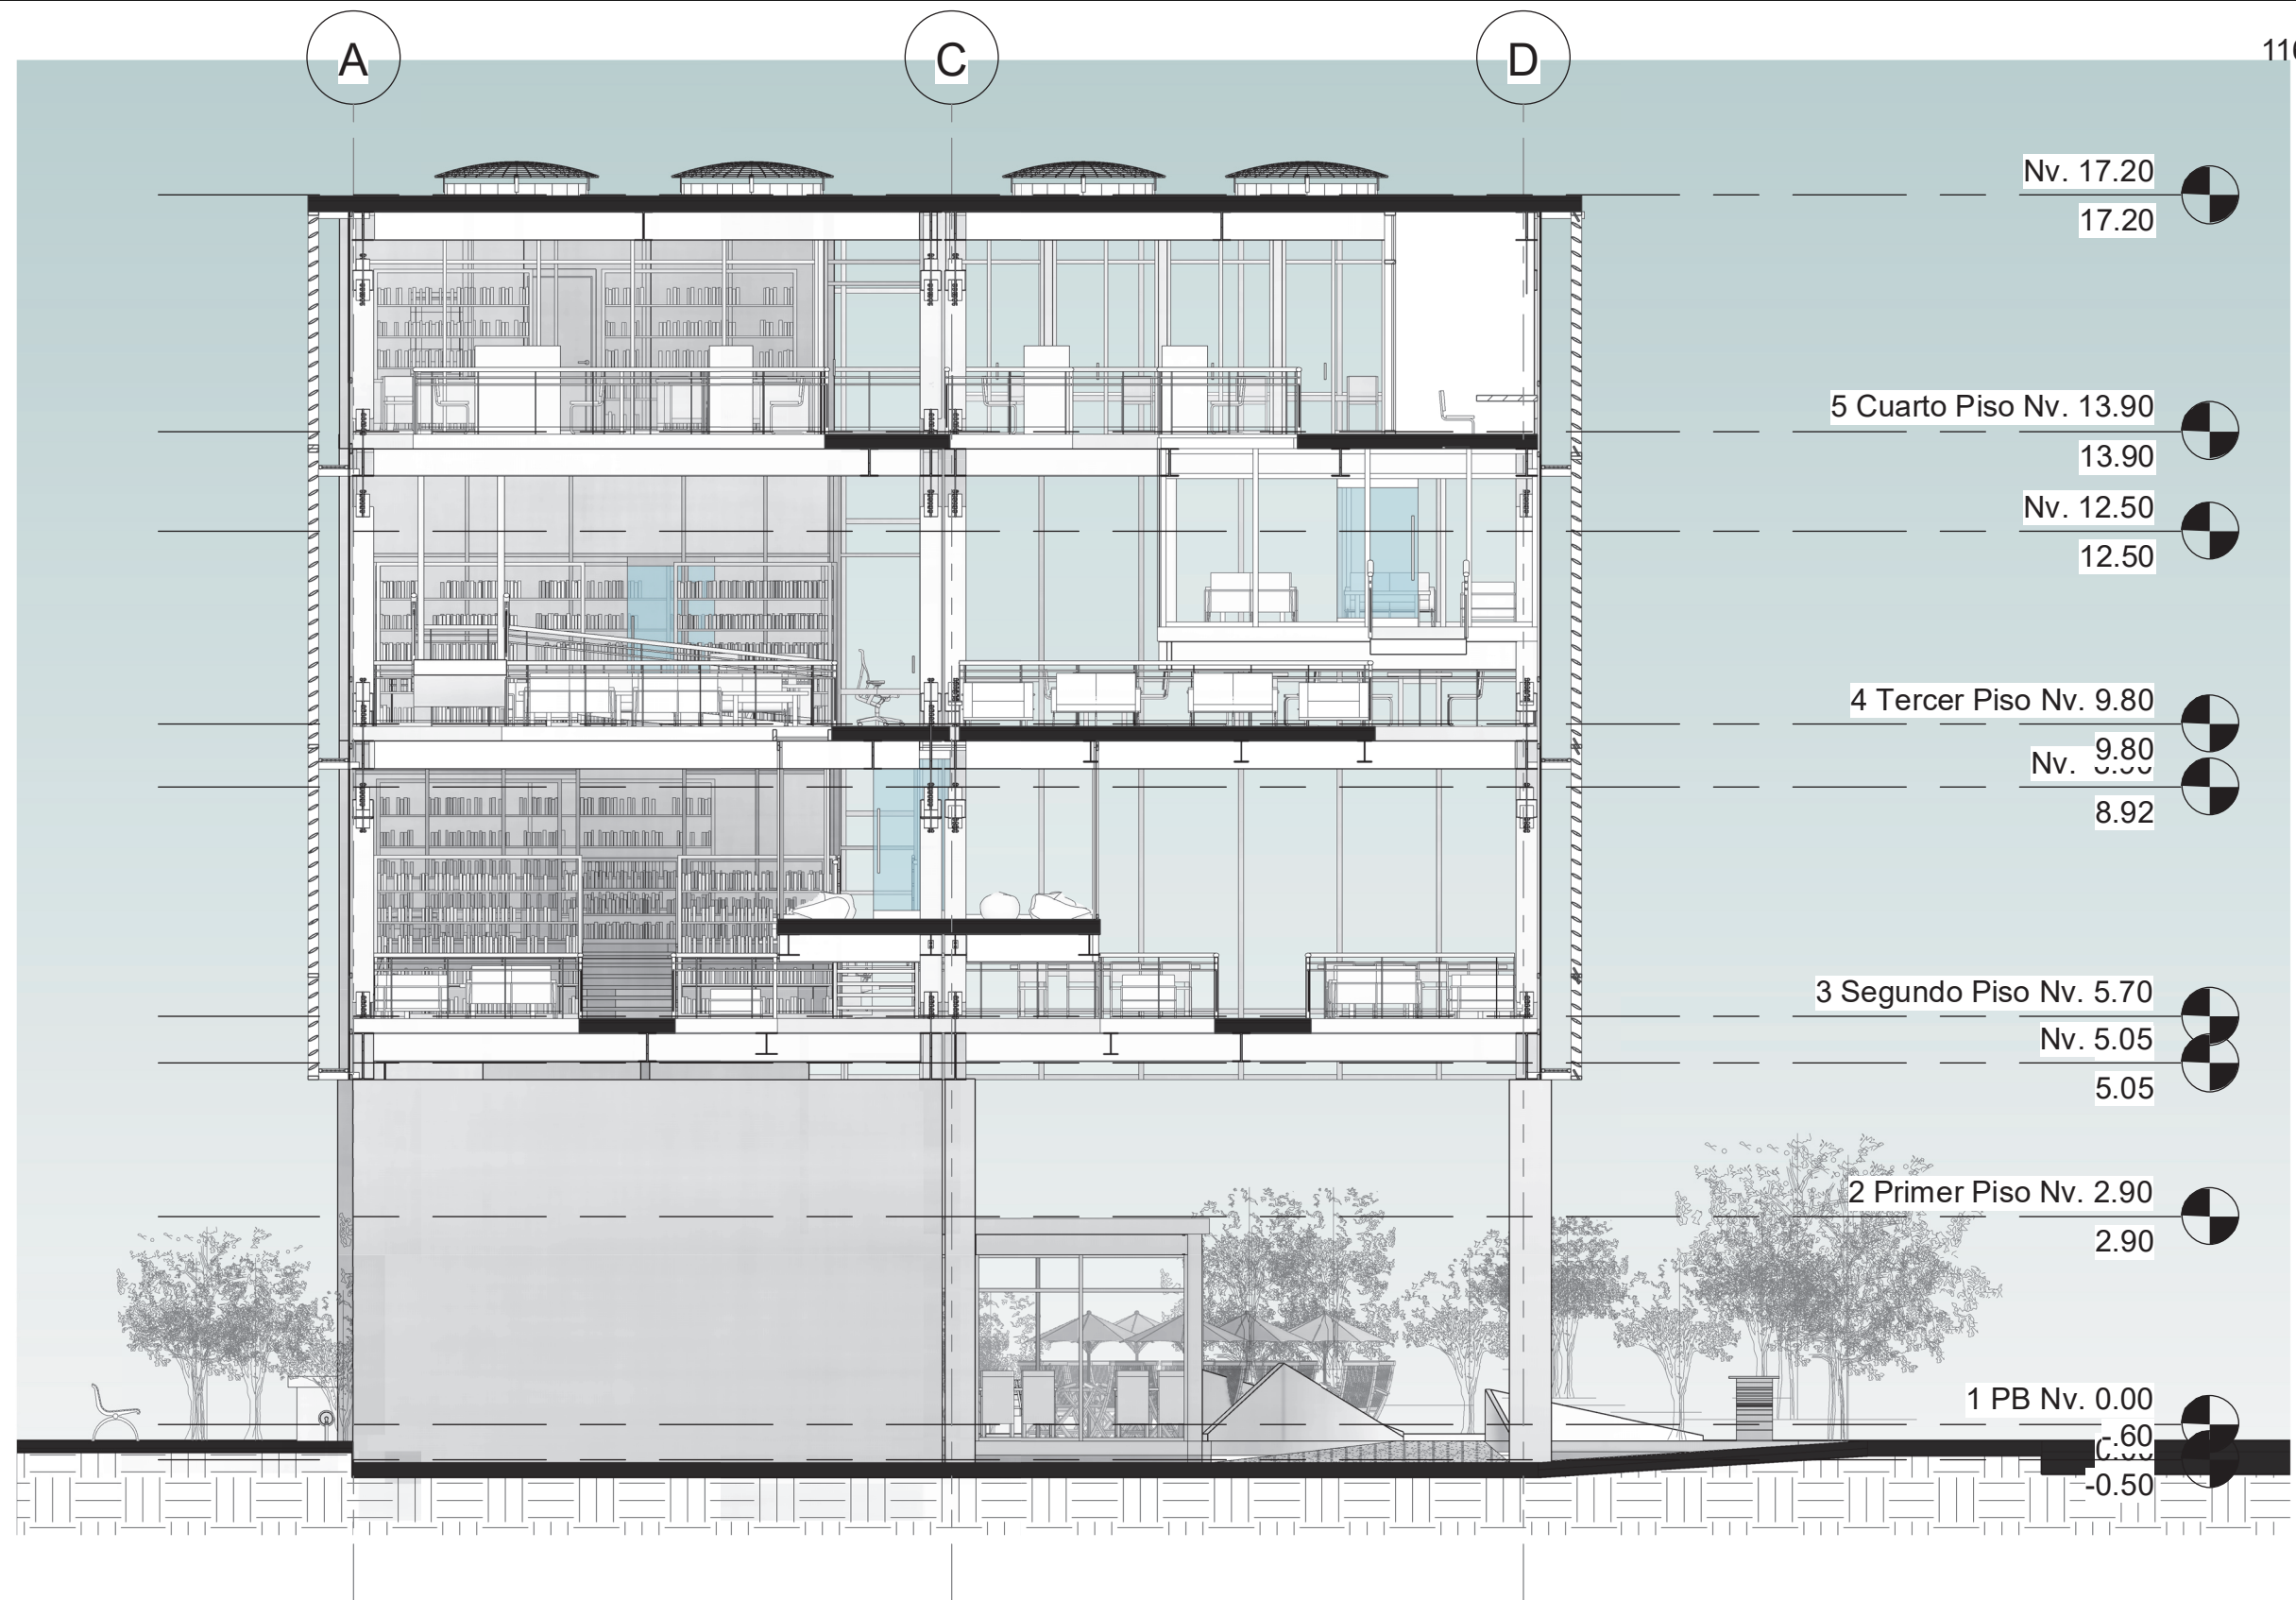 A C D
110
Nv. 17.20
17.20
5 Cuarto Piso Nv. 13.90
13.90
Nv. 12.50
12.50
4 Tercer Piso Nv. 9.80
9.80
Nv.
8.92
3 Segundo Piso Nv. 5.70
Nv. 5.05
5.05
2 Primer Piso Nv. 2.90
2.90
1 PB Nv. 0.00
-.60
-0.50